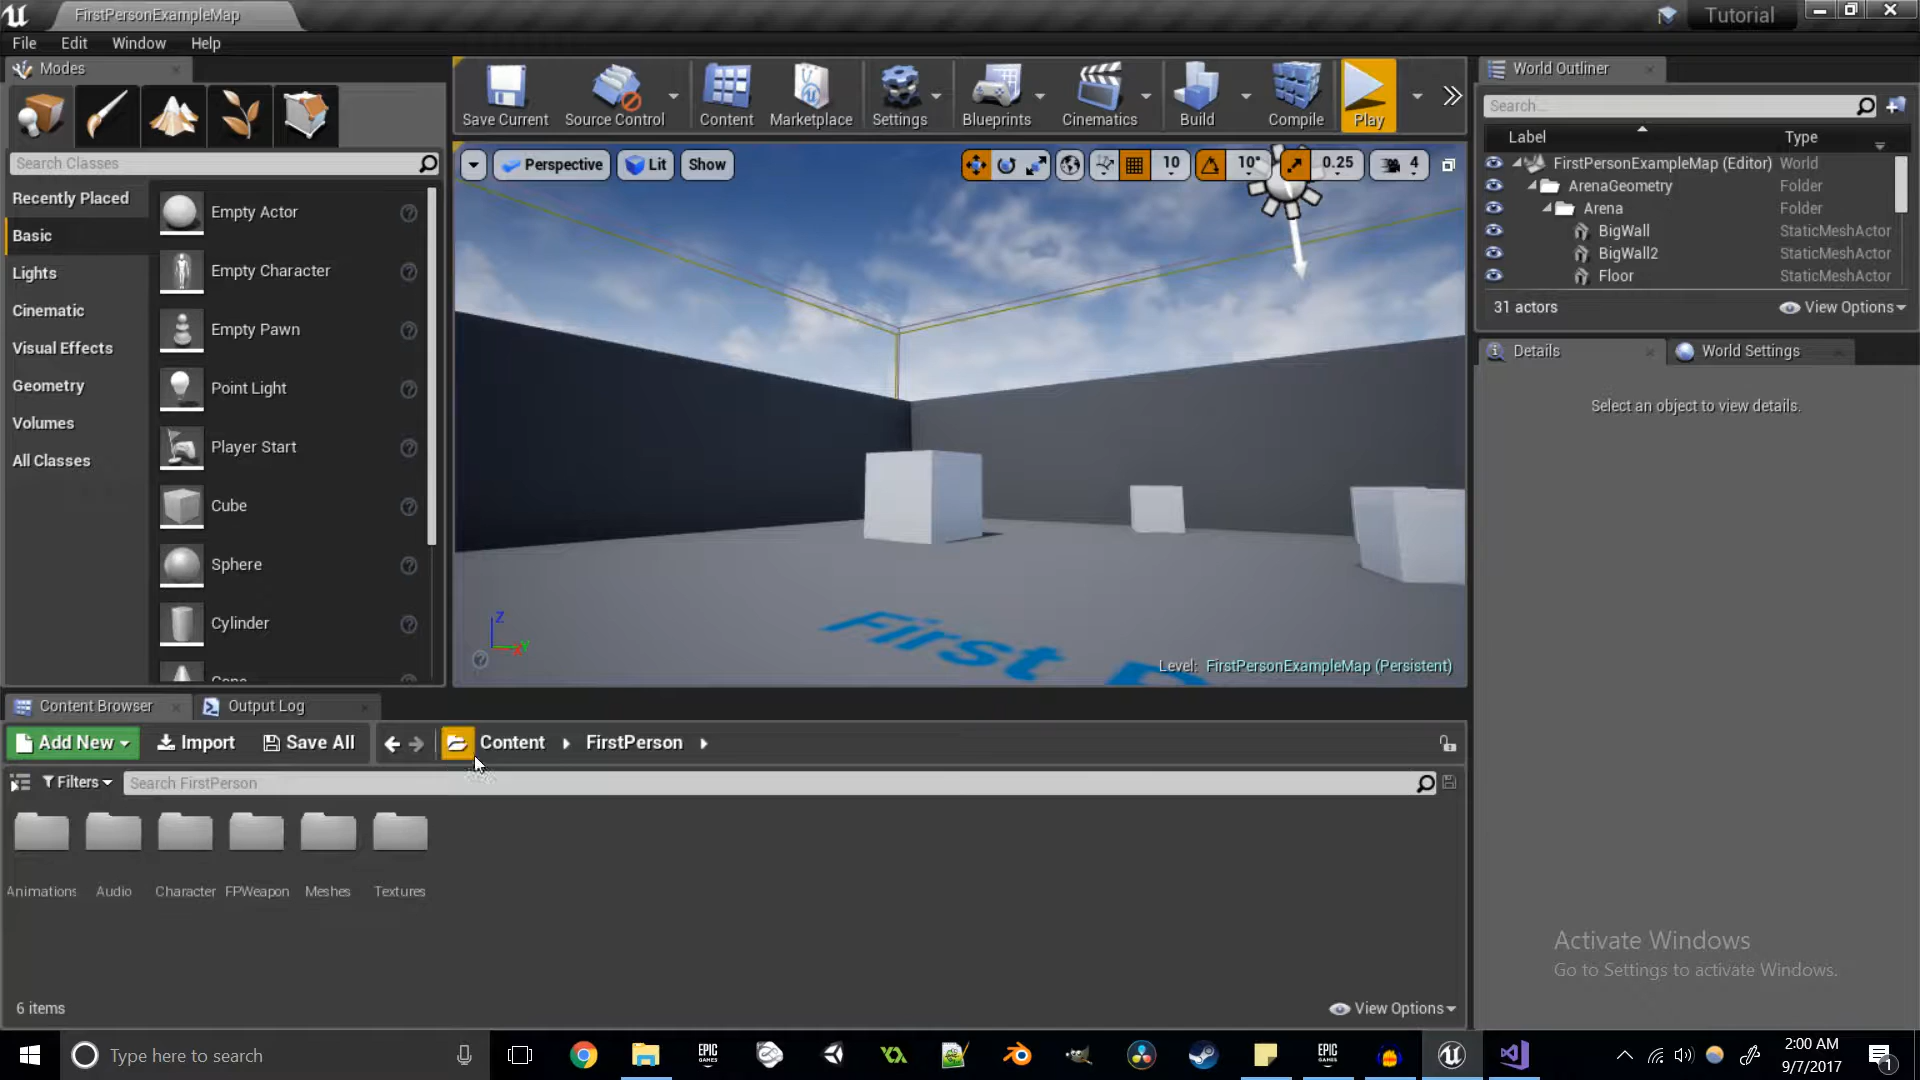 FirstPersonExampleMap
Tutorial
File Edit Window Help
Modes
Search Classes
Recently Placed
Basic
Lights
Cinematic
Visual Effects
Geometry
Volumes
All Classes
Empty Actor
Empty Character
Empty Pawn
Point Light
Player Start
Cube
Sphere
Cylinder
Cone
Save Current
Source Control
Content
Marketplace
Settings
Blueprints
Cinematics
Build
Compile
Play
Perspective
Lit
Show
10
10°
0.25
4
First P
Z
Y
Level: FirstPersonExampleMap (Persistent)
World Outliner
Search...
Label Type
FirstPersonExampleMap (Editor) World
ArenaGeometry Folder
Arena Folder
BigWall StaticMeshActor
BigWall2 StaticMeshActor
Floor StaticMeshActor
31 actors
View Options
Details
World Settings
Select an object to view details.
Content Browser
Output Log
Add New
Import
Save All
Content
FirstPerson
Filters
Search FirstPerson
Animations
Audio
Character
FPWeapon
Meshes
Textures
6 items
View Options
Activate Windows
Go to Settings to activate Windows.
Type here to search
EPIC GAMES
EPIC GAMES
2:00 AM
9/7/2017
1